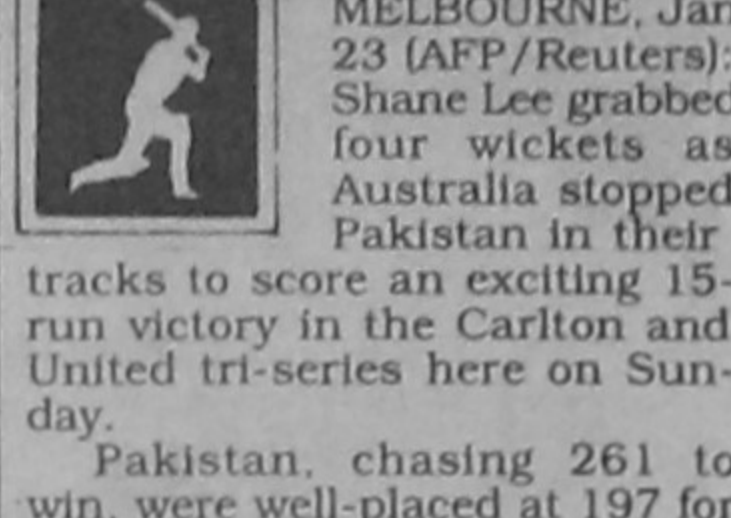 MELBOURNE, Jan
23 (AFP/Reuters):
Shane Lee grabbed
four wickets as
Australia stopped
Pakistan in their
tracks to score an exciting 15-
run victory in the Carlton and
United tri-series here on Sun-
day.
Pakistan, chasing 261 to
win, were well-placed at 197 for